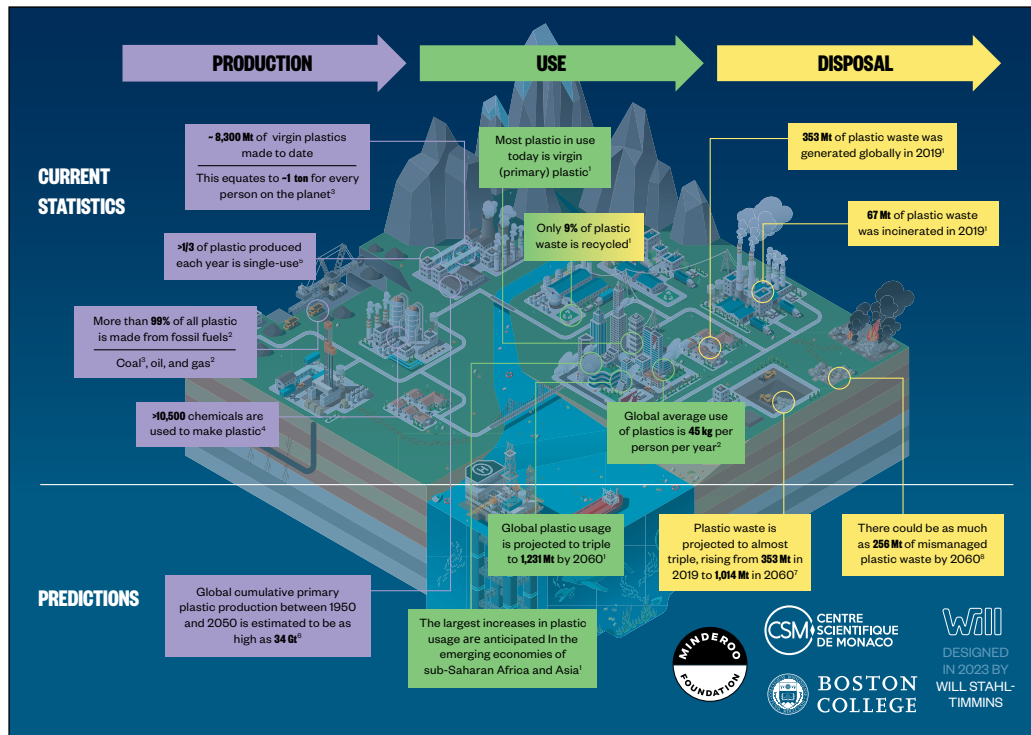 PRODUCTION
USE
DISPOSAL
CURRENT
STATISTICS
~ 8,300 Mt of virgin plastics
made to date
This equates to ~1 ton for every
person on the planet³
>1/3 of plastic produced
each year is single-use⁵
More than 99% of all plastic
is made from fossil fuels²
Coal³, oil, and gas²
>10,500 chemicals are
used to make plastic⁴
Most plastic in use
today is virgin
(primary) plastic¹
Only 9% of plastic
waste is recycled¹
Global average use
of plastics is 45 kg per
person per year²
353 Mt of plastic waste was
generated globally in 2019¹
67 Mt of plastic waste
was incinerated in 2019¹
H
PREDICTIONS
Global cumulative primary
plastic production between 1950
and 2050 is estimated to be as
high as 34 Gt⁶
Global plastic usage
is projected to triple
to 1,231 Mt by 2060¹
The largest increases in plastic
usage are anticipated In the
emerging economies of
sub-Saharan Africa and Asia¹
Plastic waste is
projected to almost
triple, rising from 353 Mt in
2019 to 1,014 Mt in 2060⁷
There could be as much
as 256 Mt of mismanaged
plastic waste by 2060⁸
MINDEROO
FOUNDATION
CSM
CENTRE
SCIENTIFIQUE
DE MONACO
BOSTON
COLLEGE
Will
DESIGNED
IN 2023 BY
WILL STAHL-
TIMMINS